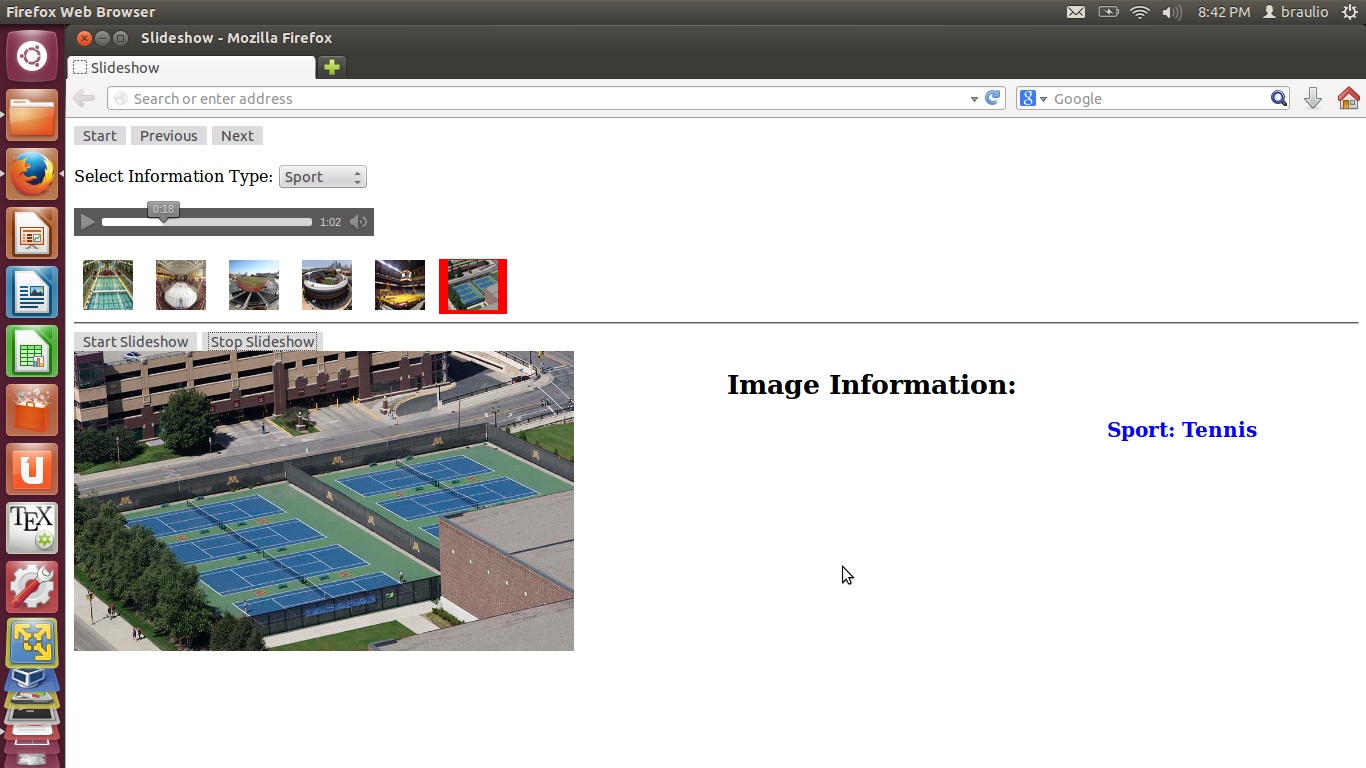 Firefox Web Browser
8:42 PM braulio
Slideshow - Mozilla Firefox
Slideshow
Search or enter address
Google
Start Previous Next
Select Information Type: Sport
0:18
1:02
Start Slideshow Stop Slideshow
Image Information:
Sport: Tennis
TEX